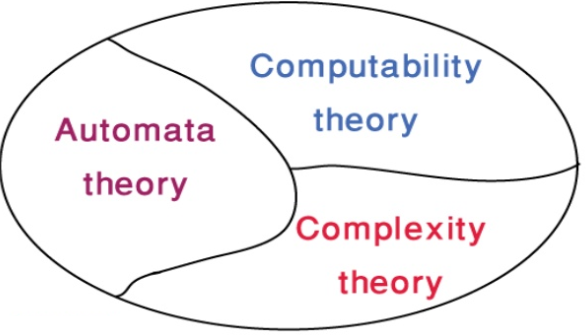 Automata
theory
Computability
theory
Complexity
theory